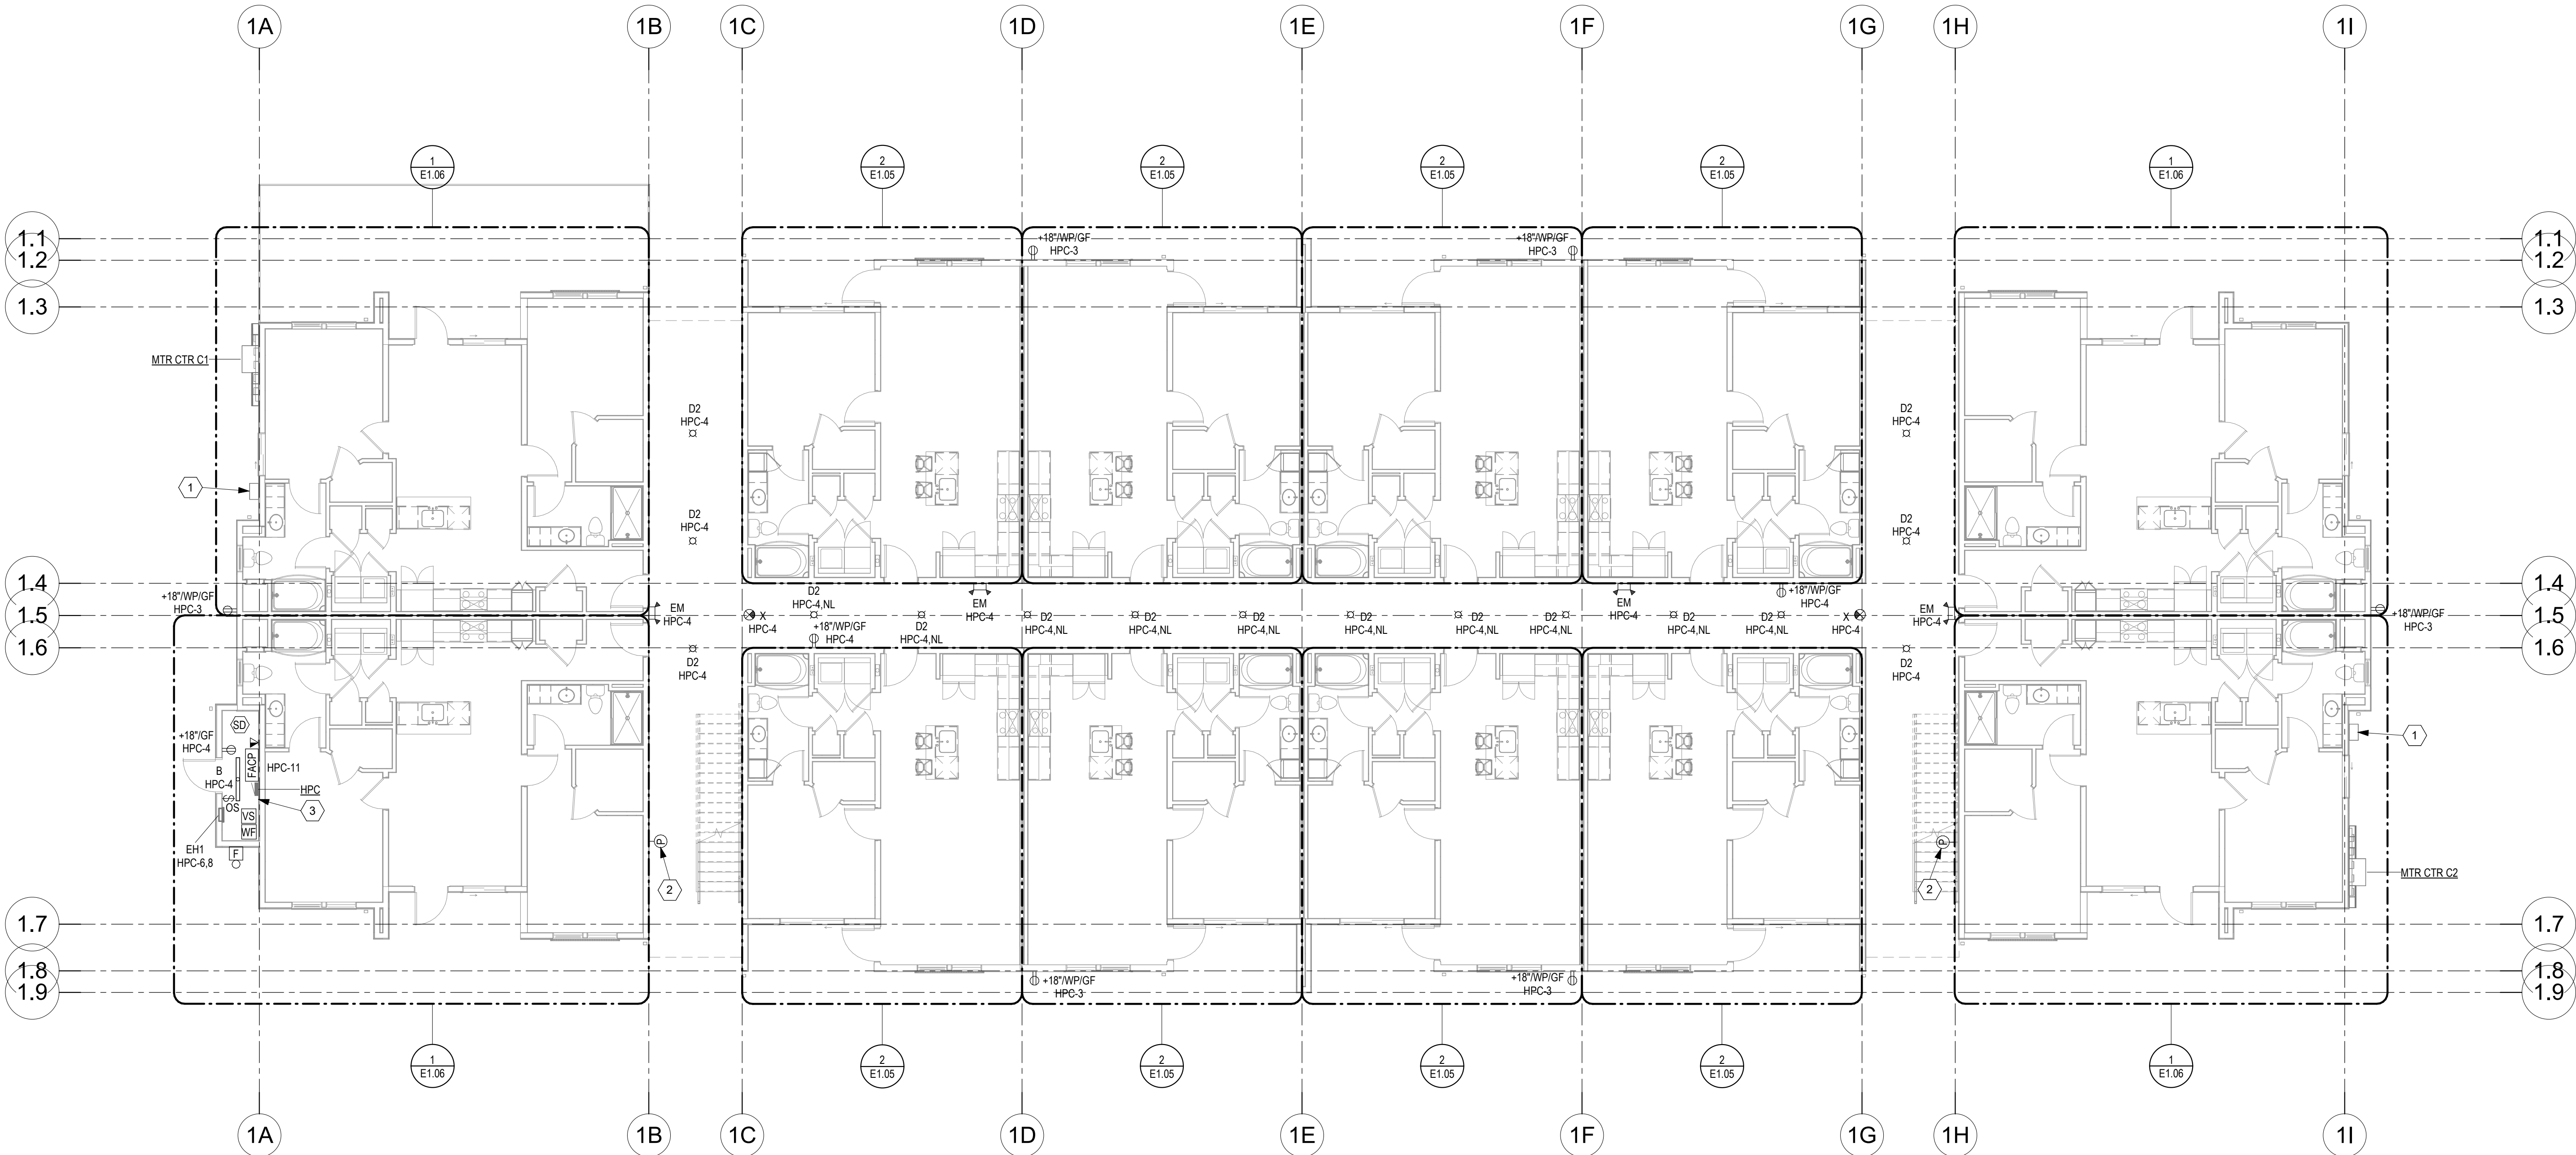 1A
1B
1C
1D
1E
1F
1G
1H
1I
1
E1.06
2
E1.05
2
E1.05
2
E1.05
2
E1.05
1
E1.06
1.1
1.2
1.3
1.1
1.2
1.3
+18"/WP/GF
HPC-3
+18"/WP/GF
HPC-3
MTR CTR C1
D2
HPC-4
D2
HPC-4
1
D2
HPC-4
D2
HPC-4
1.4
1.5
1.6
1.4
1.5
1.6
+18"/WP/GF
HPC-3
EM
HPC-4
X
HPC-4
D2
HPC-4,NL
+18"/WP/GF
HPC-4
D2
HPC-4,NL
EM
HPC-4
D2
HPC-4,NL
D2
HPC-4,NL
D2
HPC-4,NL
D2
HPC-4,NL
D2
HPC-4,NL
D2
HPC-4,NL
EM
HPC-4
D2
HPC-4,NL
D2
HPC-4,NL
+18"/WP/GF
HPC-4
X
HPC-4
EM
HPC-4
+18"/WP/GF
HPC-3
D2
HPC-4
D2
HPC-4
SD
+18"/GF
HPC-4
FACP
HPC-11
B
HPC-4
HPC
S
OS
3
VS
WF
EH1
HPC-6,8
F
P
2
P
2
1
MTR CTR C2
1.7
1.8
1.9
1.7
1.8
1.9
+18"/WP/GF
HPC-3
+18"/WP/GF
HPC-3
1
E1.06
2
E1.05
2
E1.05
2
E1.05
2
E1.05
1
E1.06
1A
1B
1C
1D
1E
1F
1G
1H
1I